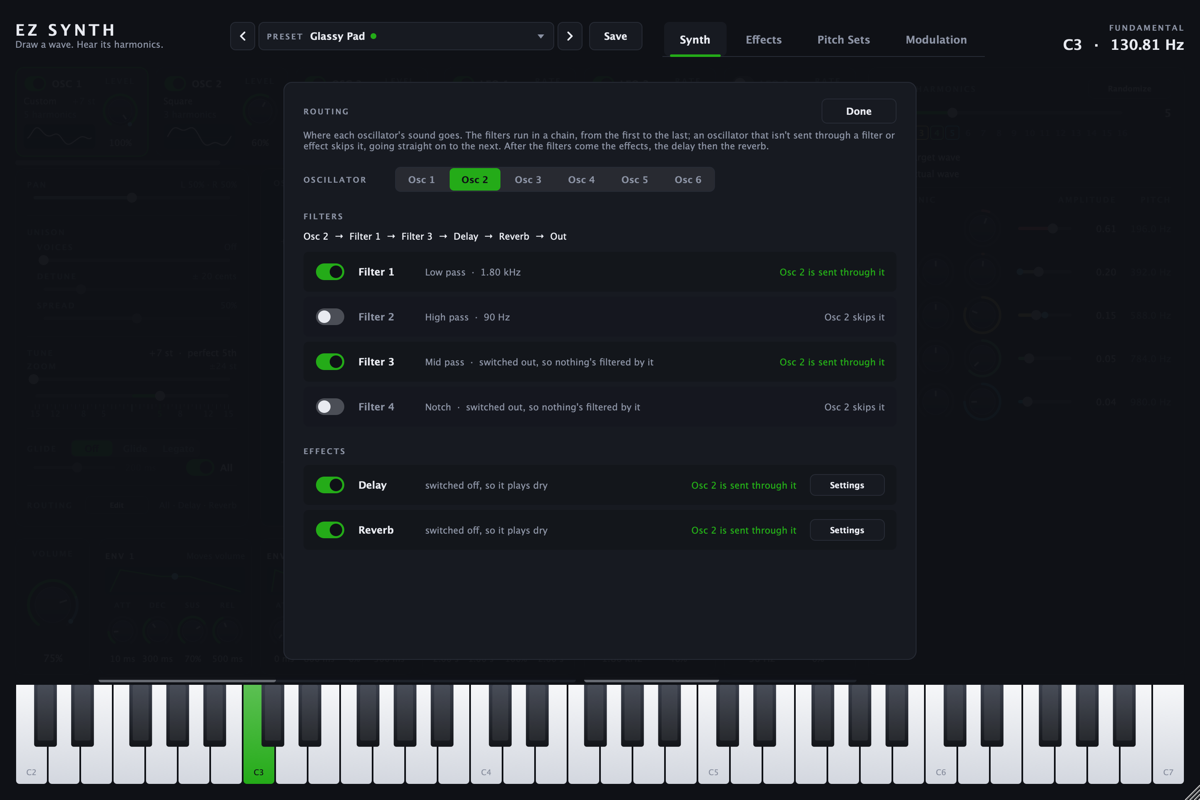 EZ SYNTH
Draw a wave. Hear its harmonics.
PRESET Glassy Pad
Save
Synth
Effects
Pitch Sets
Modulation
FUNDAMENTAL
C3 · 130.81 Hz
ROUTING
Done
Where each oscillator's sound goes. The filters run in a chain, from the first to the last; an oscillator that isn't sent through a filter or
effect skips it, going straight on to the next. After the filters come the effects, the delay then the reverb.
OSCILLATOR
Osc 1
Osc 2
Osc 3
Osc 4
Osc 5
Osc 6
FILTERS
Osc 2 → Filter 1 → Filter 3 → Delay → Reverb → Out
Filter 1 Low pass · 1.80 kHz Osc 2 is sent through it
Filter 2 High pass · 90 Hz Osc 2 skips it
Filter 3 Mid pass · switched out, so nothing's filtered by it Osc 2 is sent through it
Filter 4 Notch · switched out, so nothing's filtered by it Osc 2 skips it
EFFECTS
Delay switched off, so it plays dry Osc 2 is sent through it Settings
Reverb switched off, so it plays dry Osc 2 is sent through it Settings
C2
C3
C4
C5
C6
C7